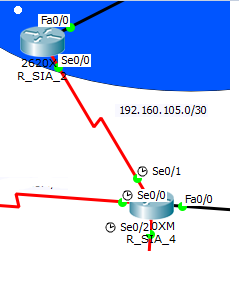 Fa0/0
Se0/0
2620X
R_SIA_2
192.160.105.0/30
Se0/1
Se0/0
Fa0/0
Se0/2
0XM
R_SIA_4